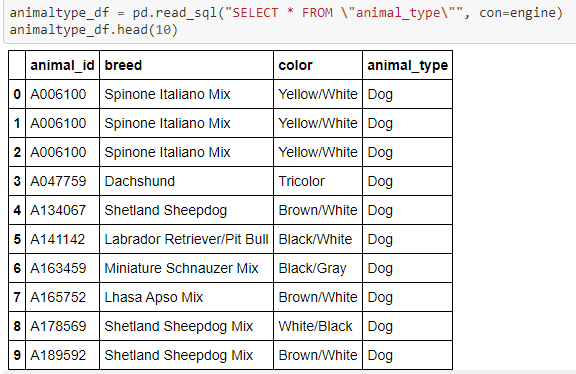 animaltype_df = pd.read_sql("SELECT * FROM \"animal_type\"", con=engine)
animaltype_df.head(10)
animal_id breed color animal_type
0 A006100 Spinone Italiano Mix Yellow/White Dog
1 A006100 Spinone Italiano Mix Yellow/White Dog
2 A006100 Spinone Italiano Mix Yellow/White Dog
3 A047759 Dachshund Tricolor Dog
4 A134067 Shetland Sheepdog Brown/White Dog
5 A141142 Labrador Retriever/Pit Bull Black/White Dog
6 A163459 Miniature Schnauzer Mix Black/Gray Dog
7 A165752 Lhasa Apso Mix Brown/White Dog
8 A178569 Shetland Sheepdog Mix White/Black Dog
9 A189592 Shetland Sheepdog Mix Brown/White Dog